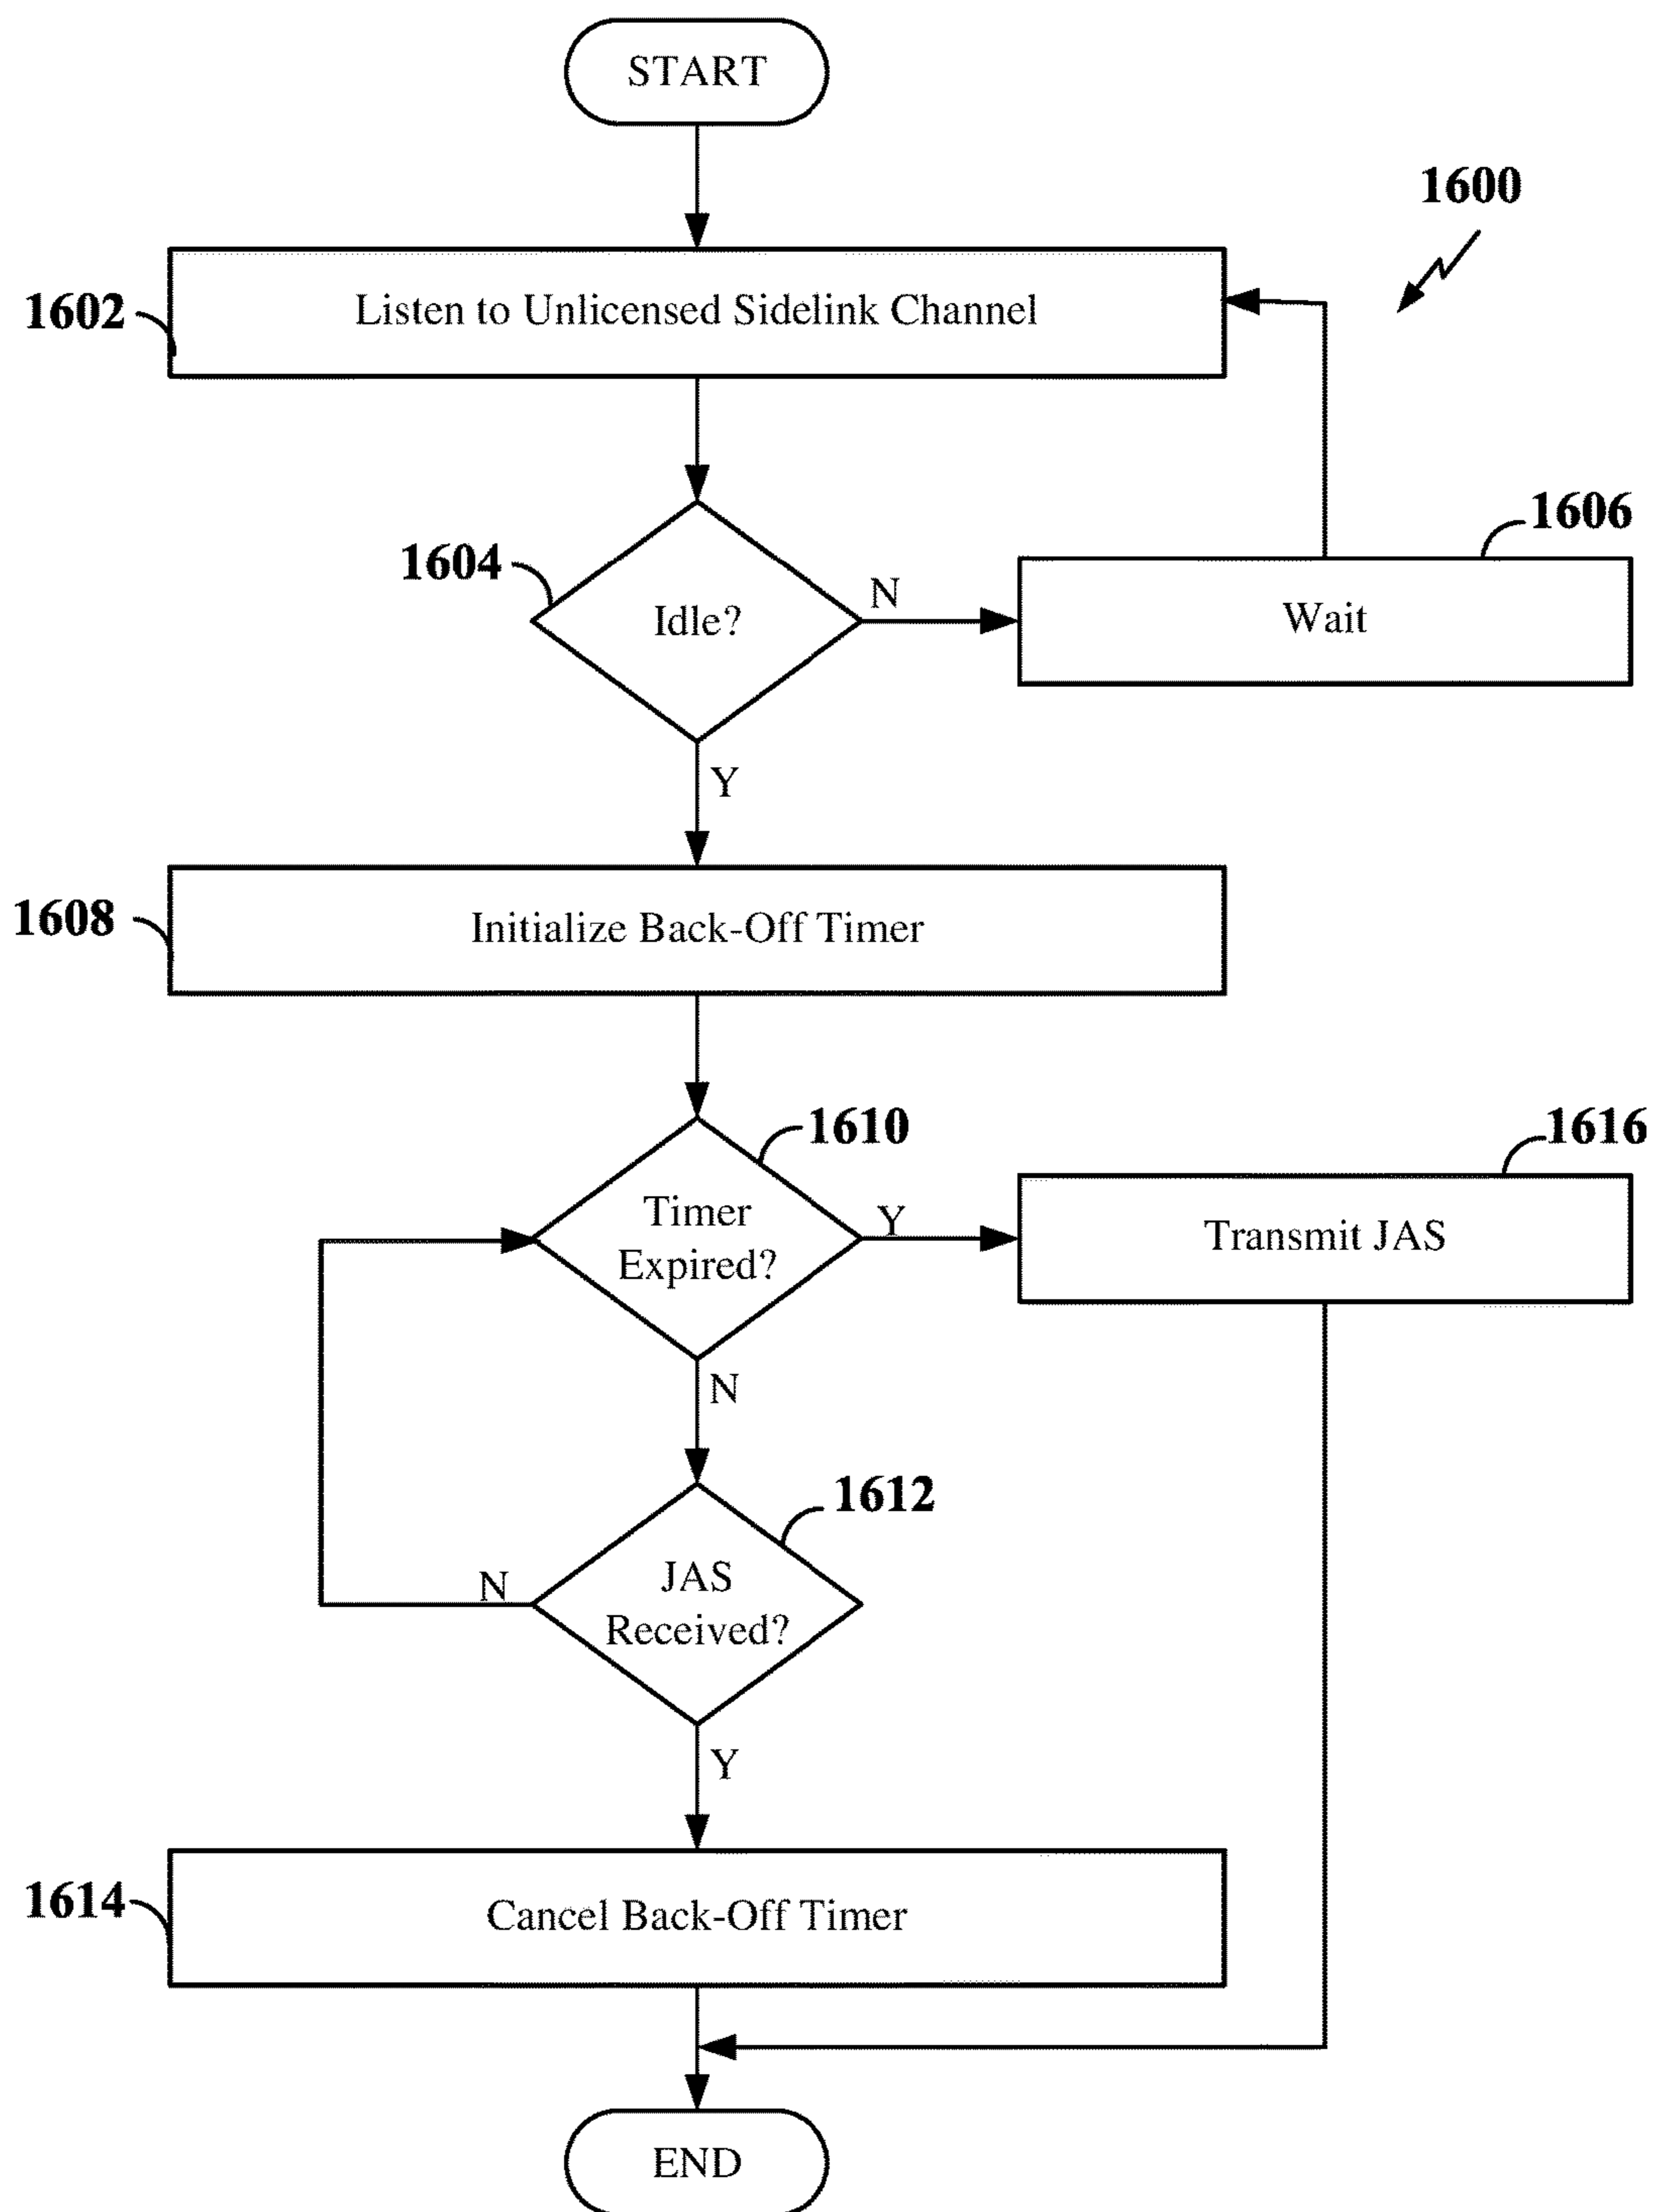 START
1600
1602
Listen to Unlicensed Sidelink Channel
1606
1604
Idle?
N
Wait
Y
1608
Initialize Back-Off Timer
1610
1616
Timer
Expired?
Y
Transmit JAS
N
1612
JAS
Received?
N
Y
1614
Cancel Back-Off Timer
END